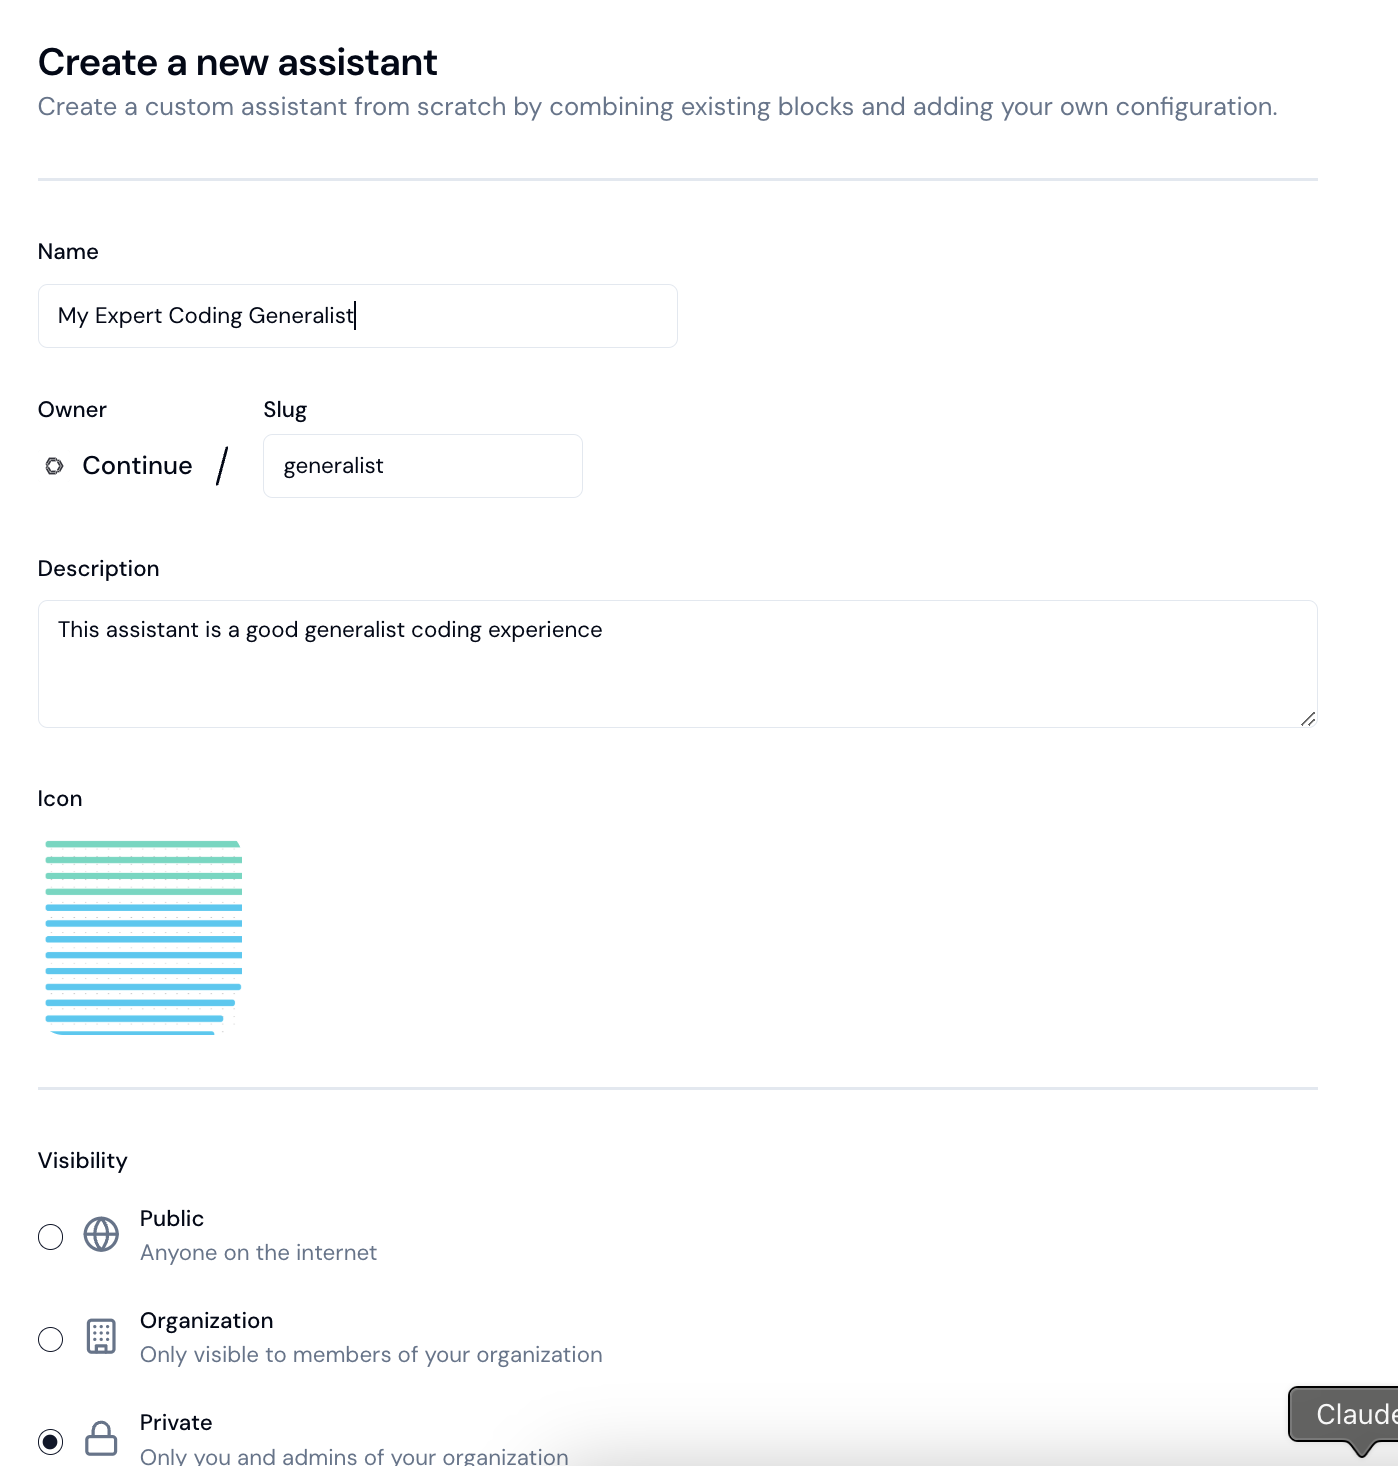 Create a new assistant
Create a custom assistant from scratch by combining existing blocks and adding your own configuration.
Name
My Expert Coding Generalist
Owner
Slug
Continue /
generalist
Description
This assistant is a good generalist coding experience
Icon
Visibility
Public
Anyone on the internet
Organization
Only visible to members of your organization
Private
Only you and admins of your organization
Claude